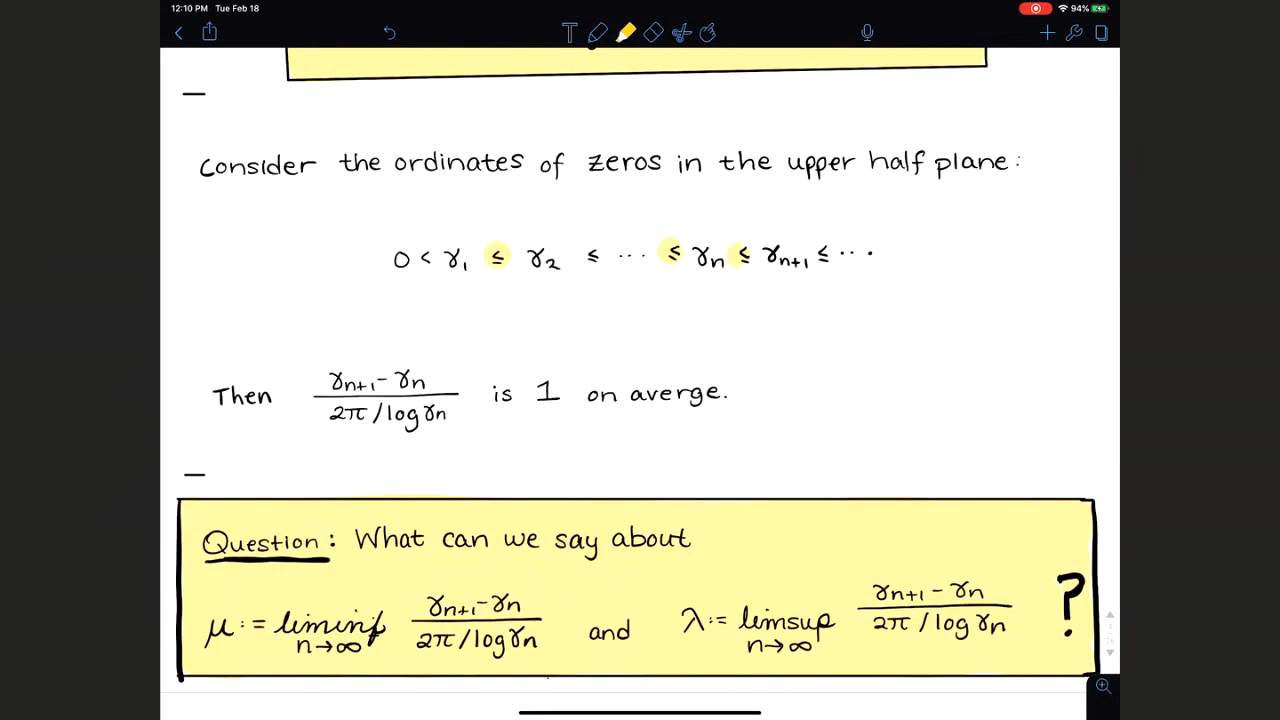 12:10 PM Tue Feb 18
94%
Consider the ordinates of zeros in the upper half plane:
0 < γ₁ ≤ γ₂ ≤ ⋯ ≤ γₙ ≤ γₙ₊₁ ≤ ⋯
Then (γₙ₊₁ - γₙ) / (2π / log γₙ) is 1 on averge.
Question: What can we say about
μ := liminf n→∞ (γₙ₊₁ - γₙ) / (2π / log γₙ) and λ := limsup n→∞ (γₙ₊₁ - γₙ) / (2π / log γₙ) ?